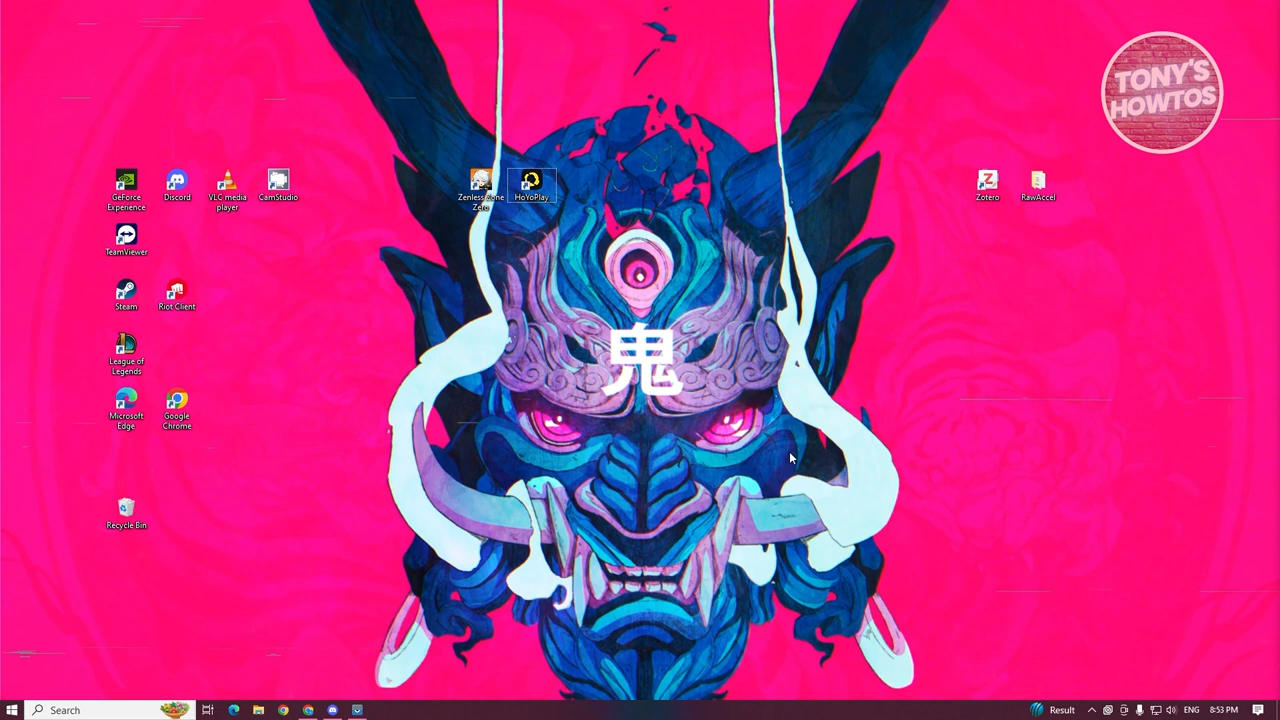 TONY'S
HOWTOS
GeForce
Experience
Discord
VLC media
player
CamStudio
Zenless Zone
Zero
HoYoPlay
Zotero
RawAccel
TeamViewer
Steam
Riot Client
鬼
League of
Legends
Microsoft
Edge
Google
Chrome
Recycle Bin
Search
Result
ENG
8:53 PM